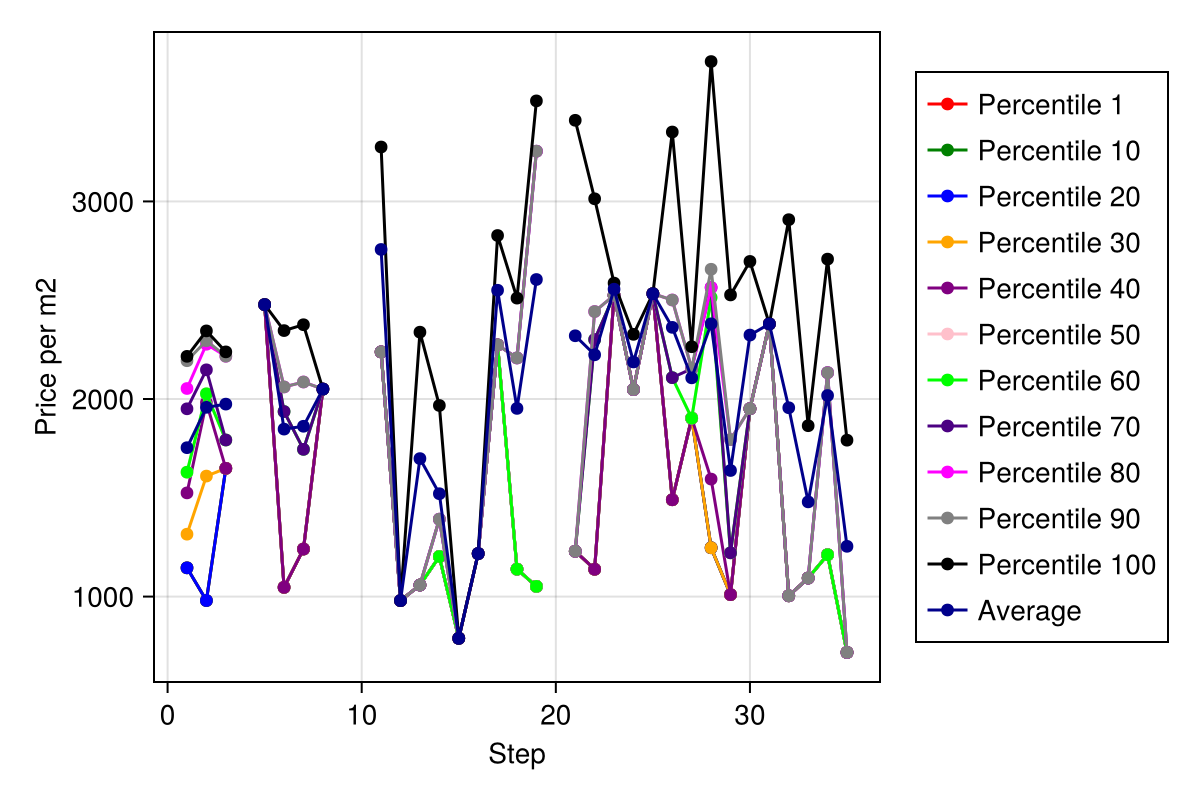 3000
2000
1000
Price per m2
0 10 20 30
Step
Percentile 1
Percentile 10
Percentile 20
Percentile 30
Percentile 40
Percentile 50
Percentile 60
Percentile 70
Percentile 80
Percentile 90
Percentile 100
Average